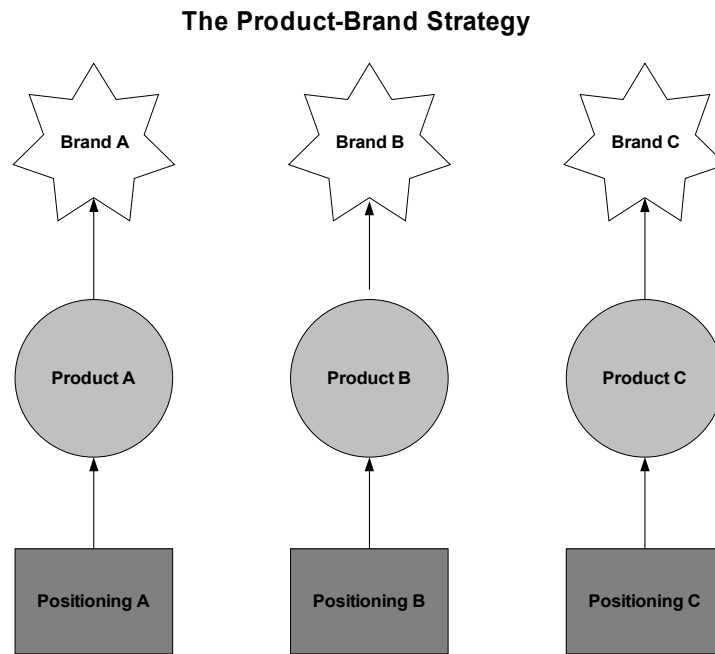 The Product-Brand Strategy
Brand A
Brand B
Brand C
Product A
Product B
Product C
Positioning A
Positioning B
Positioning C